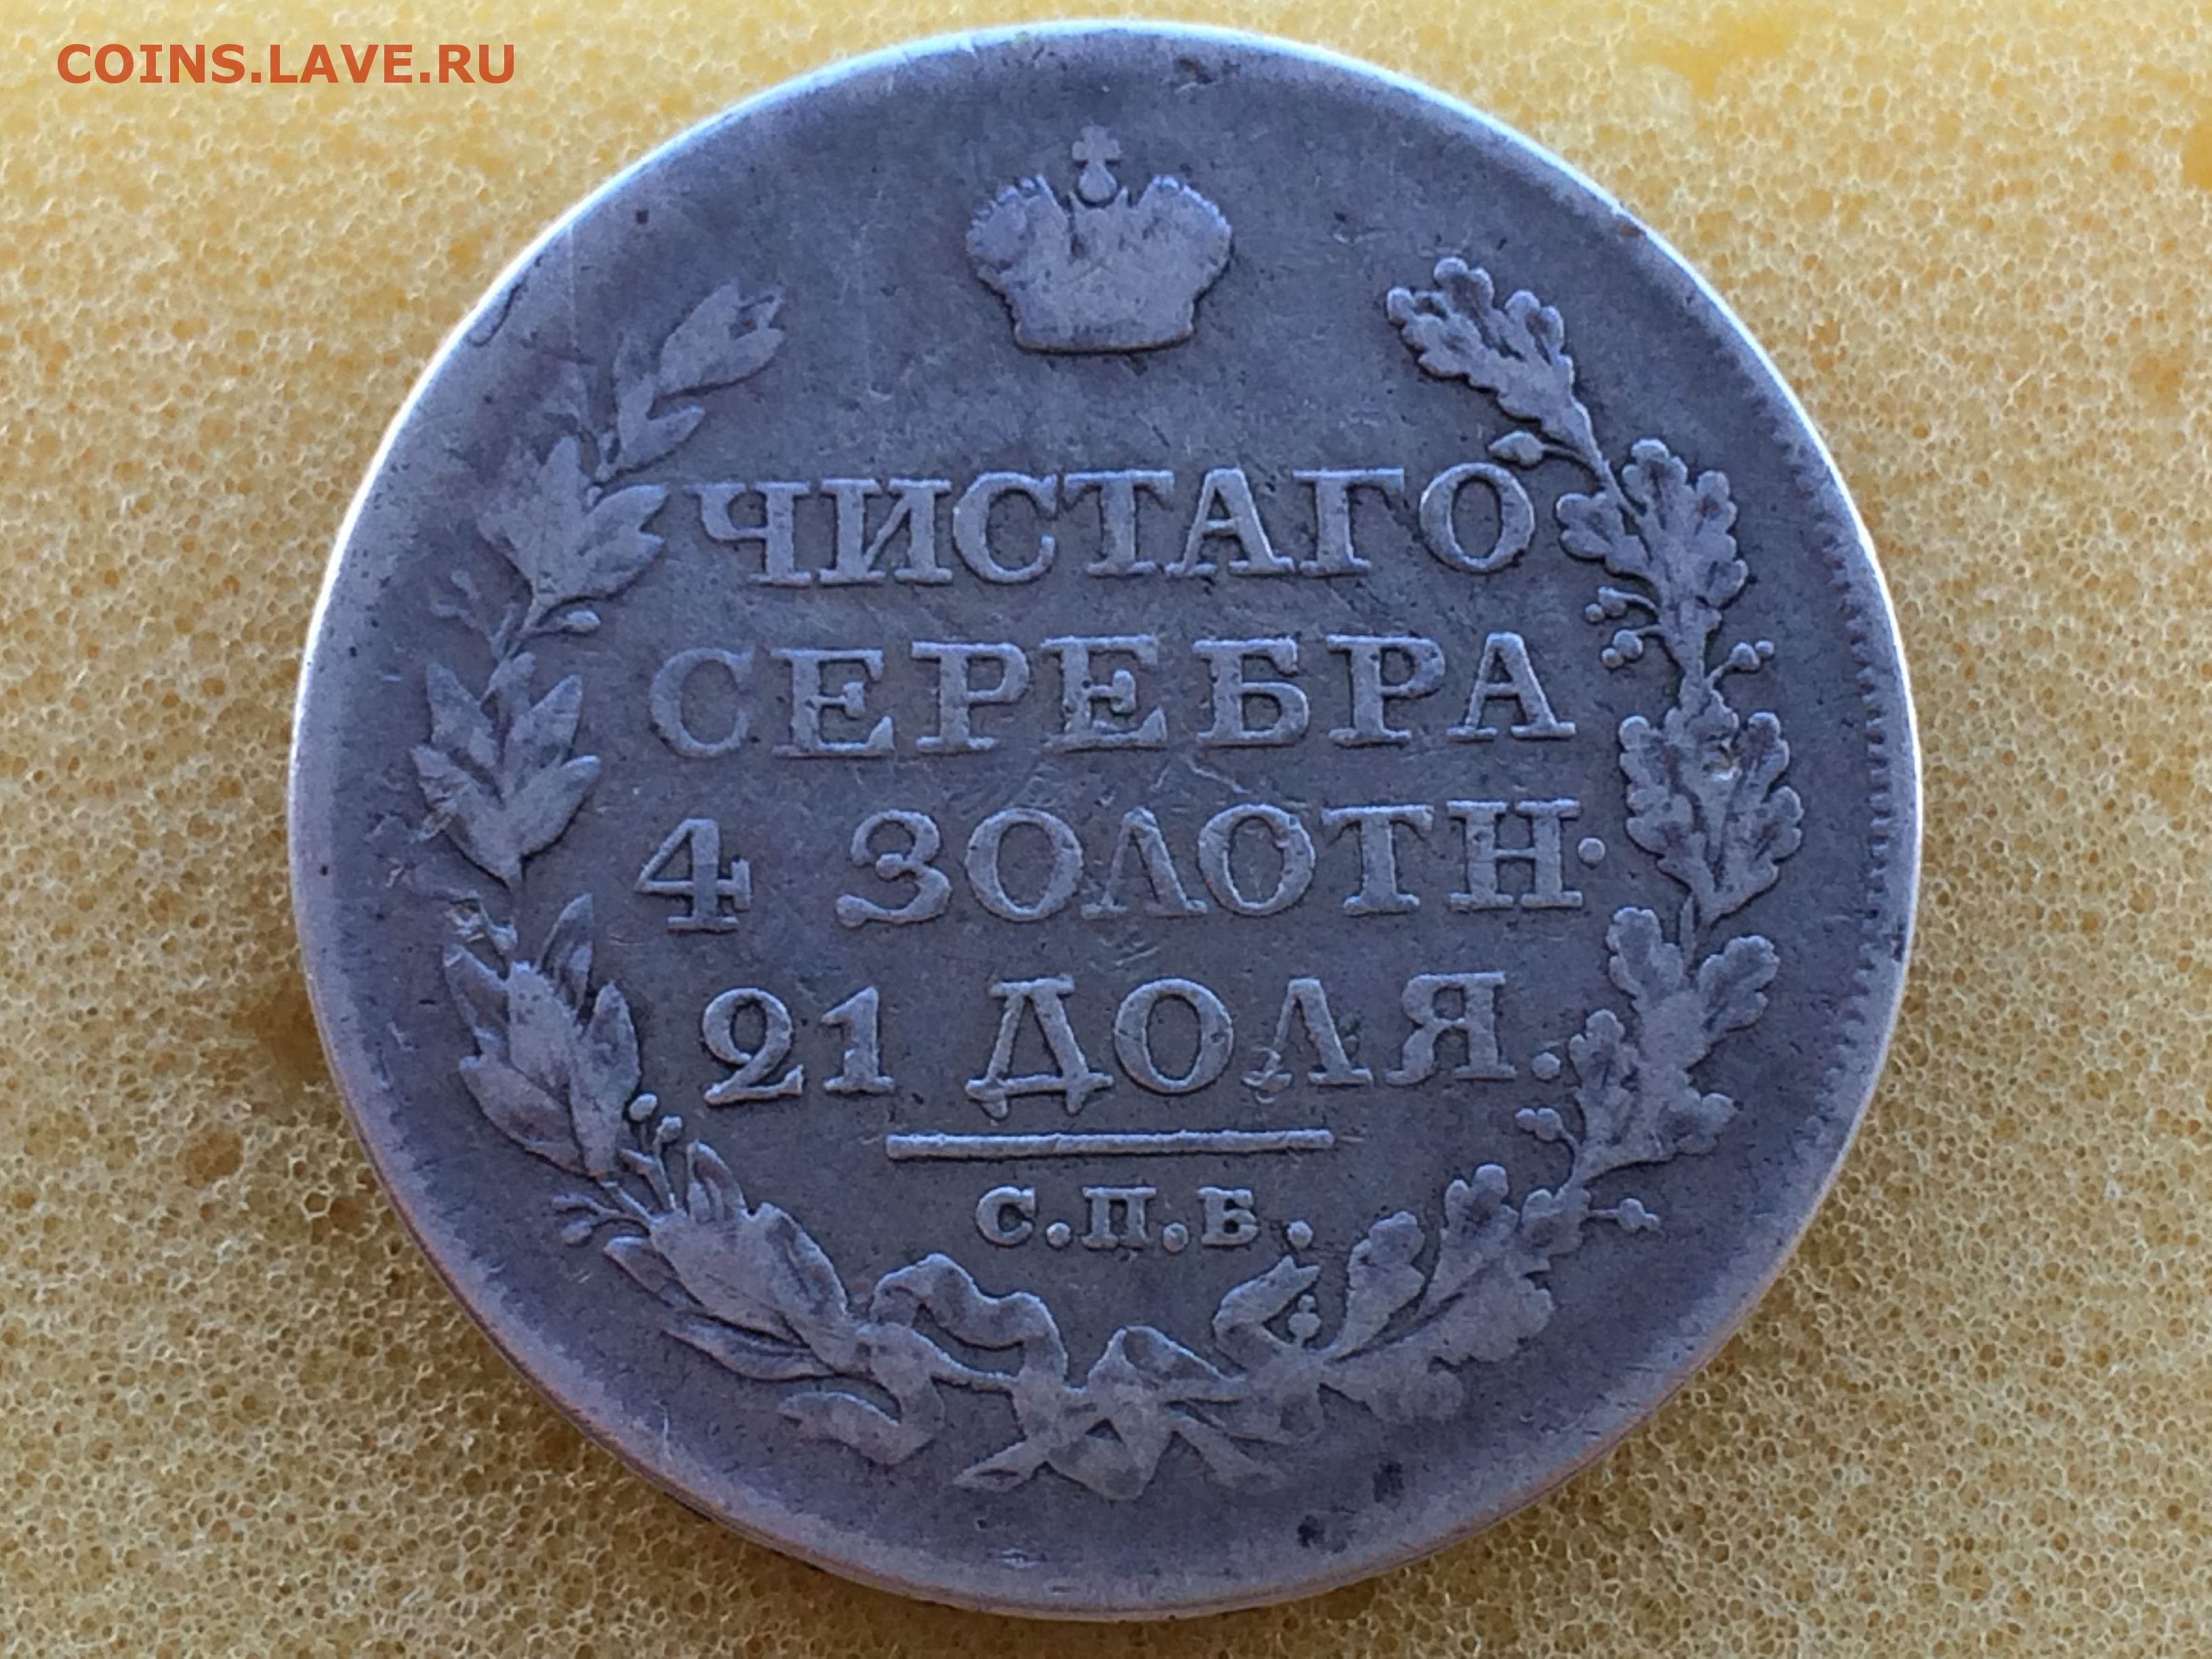 COINS.LAVE.RU
ЧИСТАГО
СЕРЕБРА
4 ЗОЛОТН.
21 ДОЛЯ.
С.П.Б.